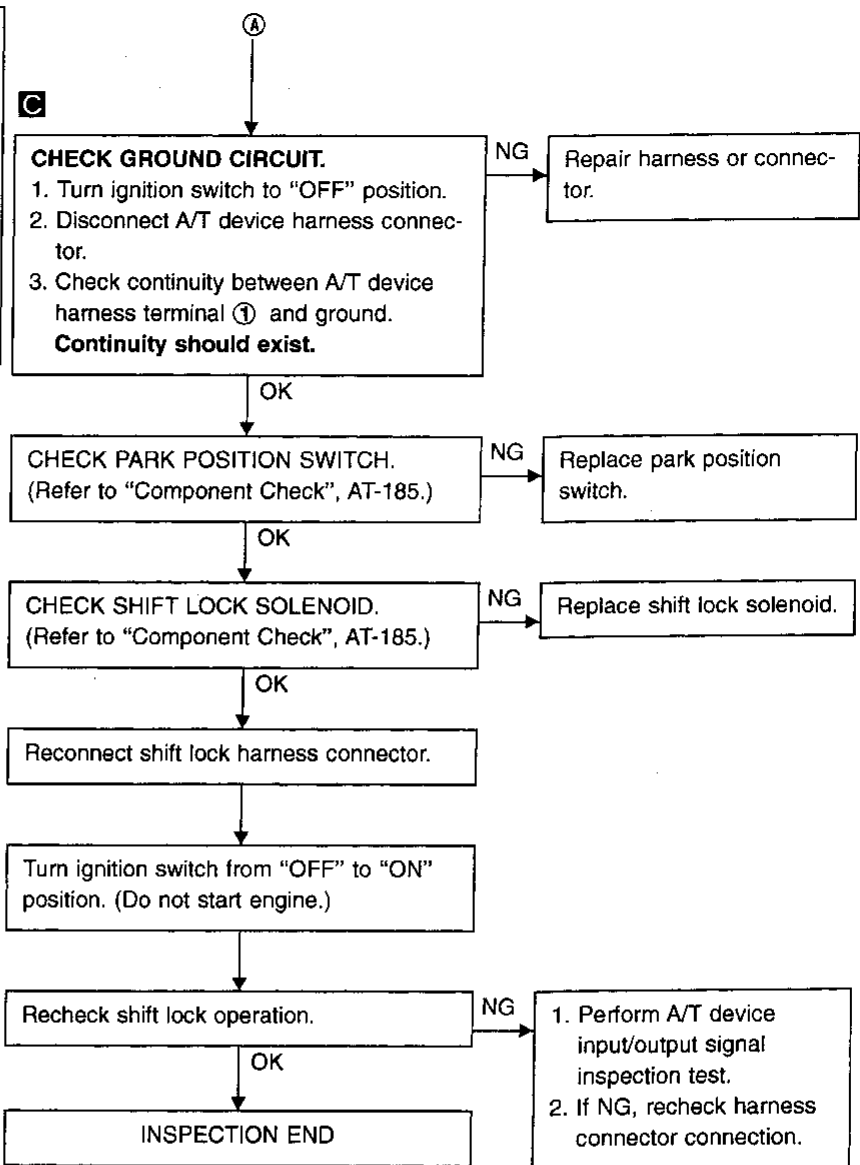 Ⓐ
C
CHECK GROUND CIRCUIT.
1. Turn ignition switch to “OFF” position.
2. Disconnect A/T device harness connec-
tor.
3. Check continuity between A/T device
harness terminal ① and ground.
Continuity should exist.
NG
Repair harness or connec-
tor.
OK
CHECK PARK POSITION SWITCH.
(Refer to “Component Check”, AT-185.)
NG
Replace park position
switch.
OK
CHECK SHIFT LOCK SOLENOID.
(Refer to “Component Check”, AT-185.)
NG
Replace shift lock solenoid.
OK
Reconnect shift lock harness connector.
Turn ignition switch from “OFF” to “ON”
position. (Do not start engine.)
Recheck shift lock operation.
NG
1. Perform A/T device
input/output signal
inspection test.
2. If NG, recheck harness
connector connection.
OK
INSPECTION END